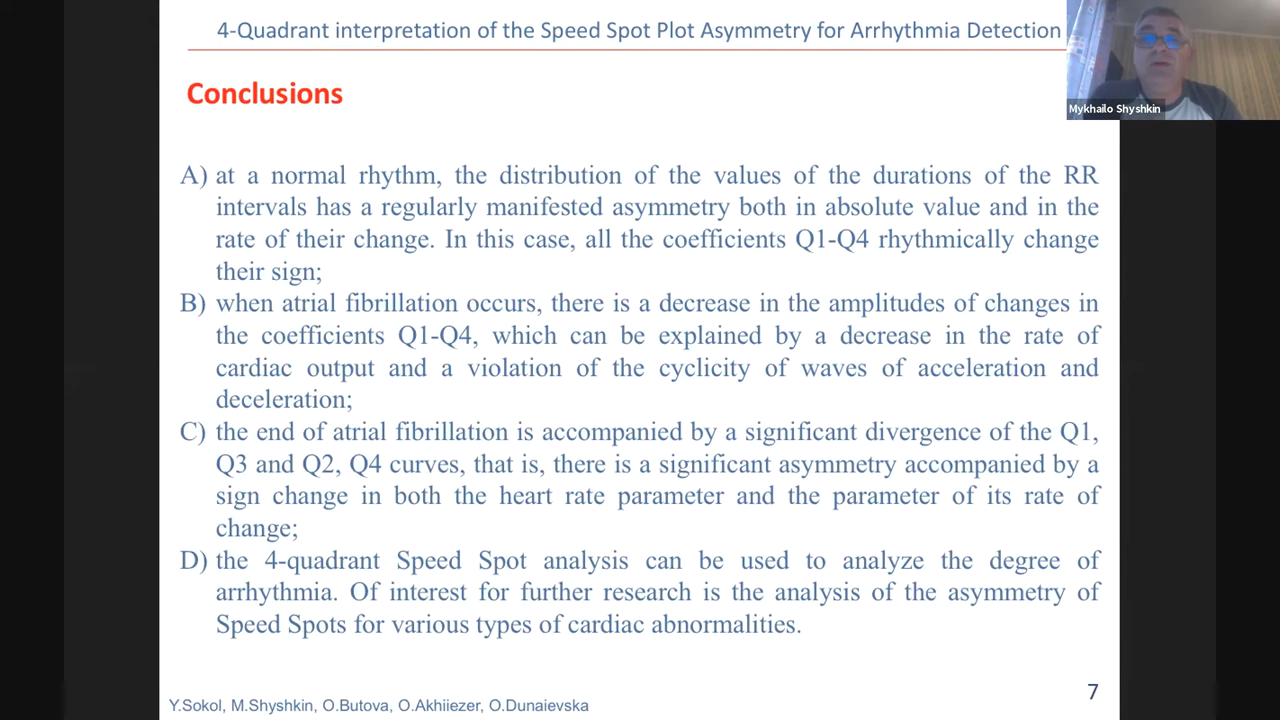 4-Quadrant interpretation of the Speed Spot Plot Asymmetry for Arrhythmia Detection
Mykhailo Shyshkin
Conclusions
A) at a normal rhythm, the distribution of the values of the durations of the RR
intervals has a regularly manifested asymmetry both in absolute value and in the
rate of their change. In this case, all the coefficients Q1-Q4 rhythmically change
their sign;
B) when atrial fibrillation occurs, there is a decrease in the amplitudes of changes in
the coefficients Q1-Q4, which can be explained by a decrease in the rate of
cardiac output and a violation of the cyclicity of waves of acceleration and
deceleration;
C) the end of atrial fibrillation is accompanied by a significant divergence of the Q1,
Q3 and Q2, Q4 curves, that is, there is a significant asymmetry accompanied by a
sign change in both the heart rate parameter and the parameter of its rate of
change;
D) the 4-quadrant Speed Spot analysis can be used to analyze the degree of
arrhythmia. Of interest for further research is the analysis of the asymmetry of
Speed Spots for various types of cardiac abnormalities.
7
Y.Sokol, M.Shyshkin, O.Butova, O.Akhiiezer, O.Dunaievska